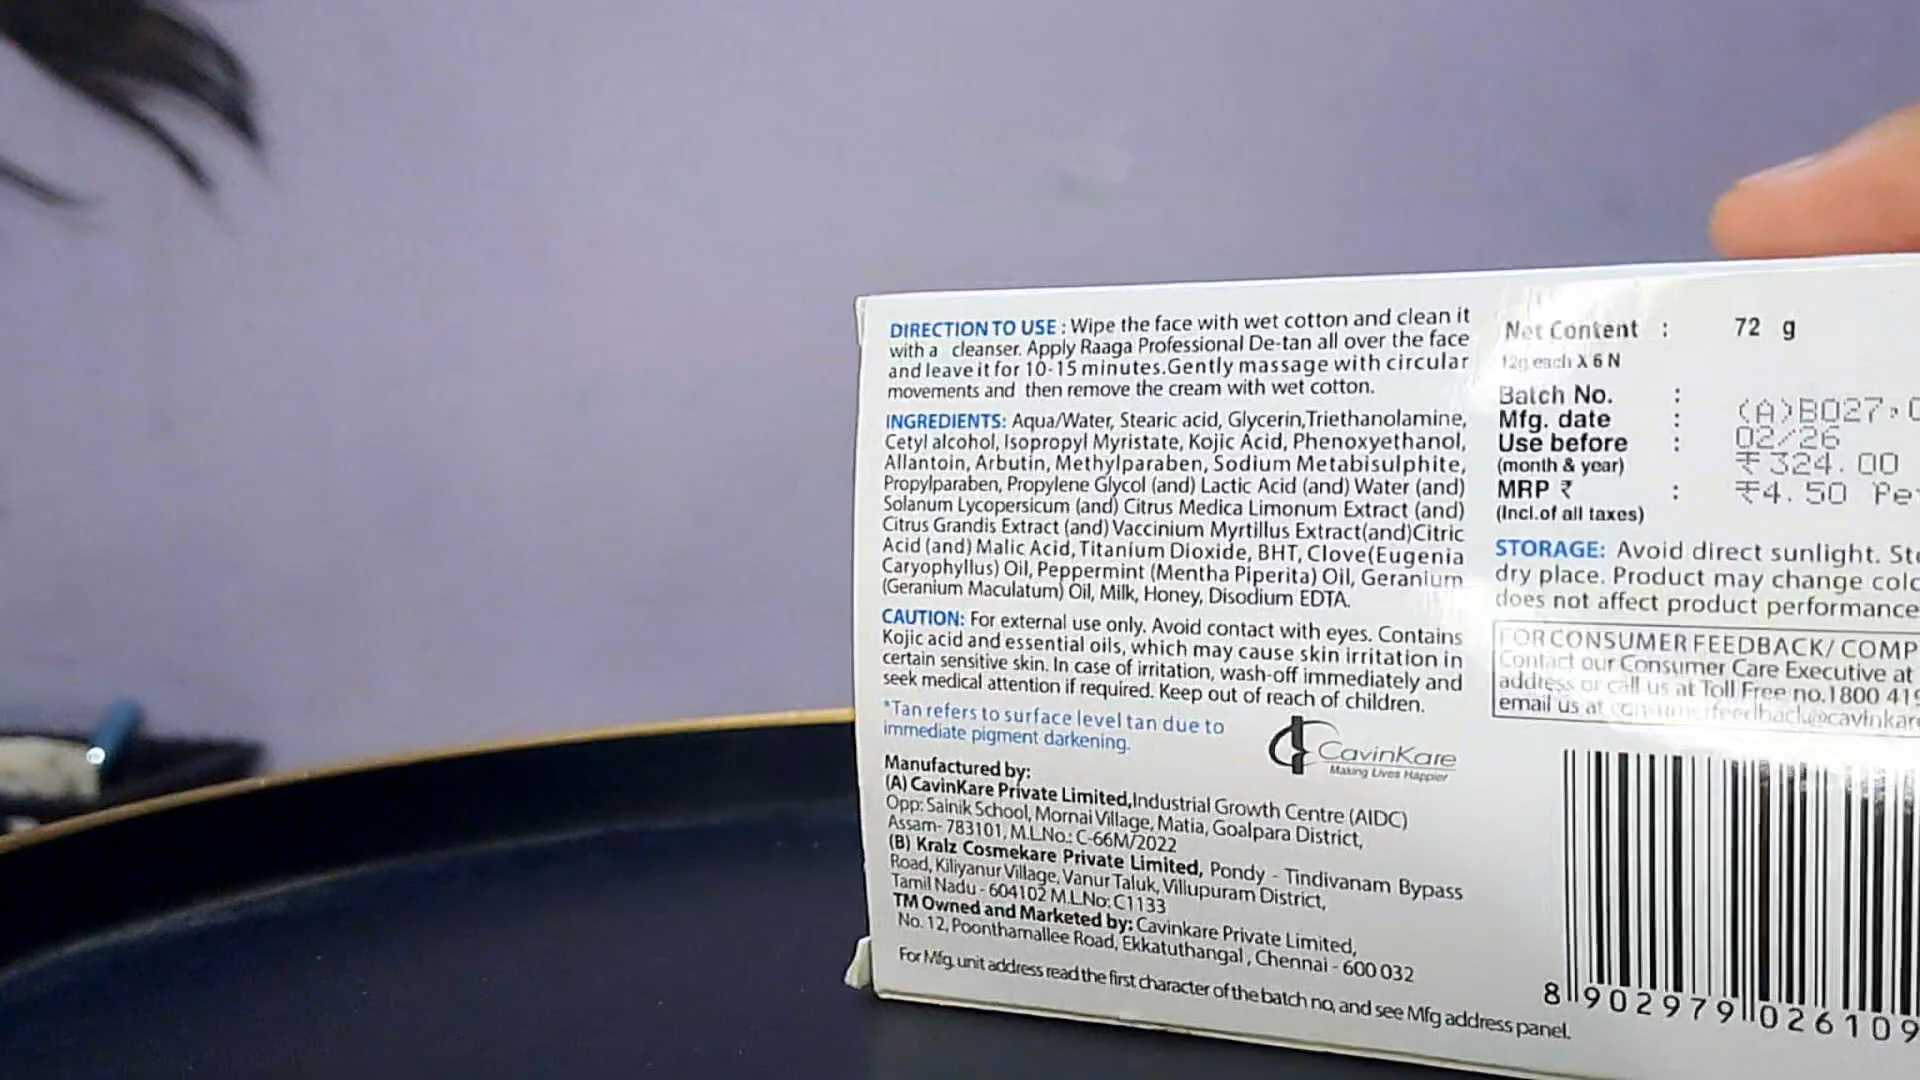 DIRECTION TO USE : Wipe the face with wet cotton and clean it
with a cleanser. Apply Raaga Professional De-tan all over the face
and leave it for 10-15 minutes.Gently massage with circular
movements and then remove the cream with wet cotton.
INGREDIENTS: Aqua/Water, Stearic acid, Glycerin,Triethanolamine,
Cetyl alcohol, Isopropyl Myristate, Kojic Acid, Phenoxyethanol,
Allantoin, Arbutin, Methylparaben, Sodium Metabisulphite,
Propylparaben, Propylene Glycol (and) Lactic Acid (and) Water (and)
Solanum Lycopersicum (and) Citrus Medica Limonum Extract (and)
Citrus Grandis Extract (and) Vaccinium Myrtillus Extract(and)Citric
Acid (and) Malic Acid, Titanium Dioxide, BHT, Clove(Eugenia
Caryophyllus) Oil, Peppermint (Mentha Piperita) Oil, Geranium
(Geranium Maculatum) Oil, Milk, Honey, Disodium EDTA.
CAUTION: For external use only. Avoid contact with eyes. Contains
Kojic acid and essential oils, which may cause skin irritation in
certain sensitive skin. In case of irritation, wash-off immediately and
seek medical attention if required. Keep out of reach of children.
*Tan refers to surface level tan due to
immediate pigment darkening.
CavinKare
Making Lives Happier
Manufactured by:
(A) CavinKare Private Limited,Industrial Growth Centre (AIDC)
Opp: Sainik School, Mornai Village, Matia, Goalpara District,
Assam- 783101, M.L.No.: C-66M/2022
(B) Kralz Cosmekare Private Limited, Pondy - Tindivanam Bypass
Road, Kiliyanur Village, Vanur Taluk, Villupuram District,
Tamil Nadu - 604102 M.L.No: C1133
TM Owned and Marketed by: Cavinkare Private Limited,
No. 12, Poonthamallee Road, Ekkatuthangal, Chennai - 600 032
For Mfg. unit address read the first character of the batch no, and see Mfg address panel.
Net Content : 72 g
12g each X 6 N
Batch No. :
Mfg. date : (A)B027
Use before : 02/26
(month & year) ₹324.00
MRP ₹ : ₹4.50
(Incl.of all taxes)
STORAGE: Avoid direct sunlight.
dry place. Product may change
does not affect product performance
FOR CONSUMER FEEDBACK/
Contact our Consumer Care Executive at
address or call us at Toll Free no.1800
email us at
8 902979 026109